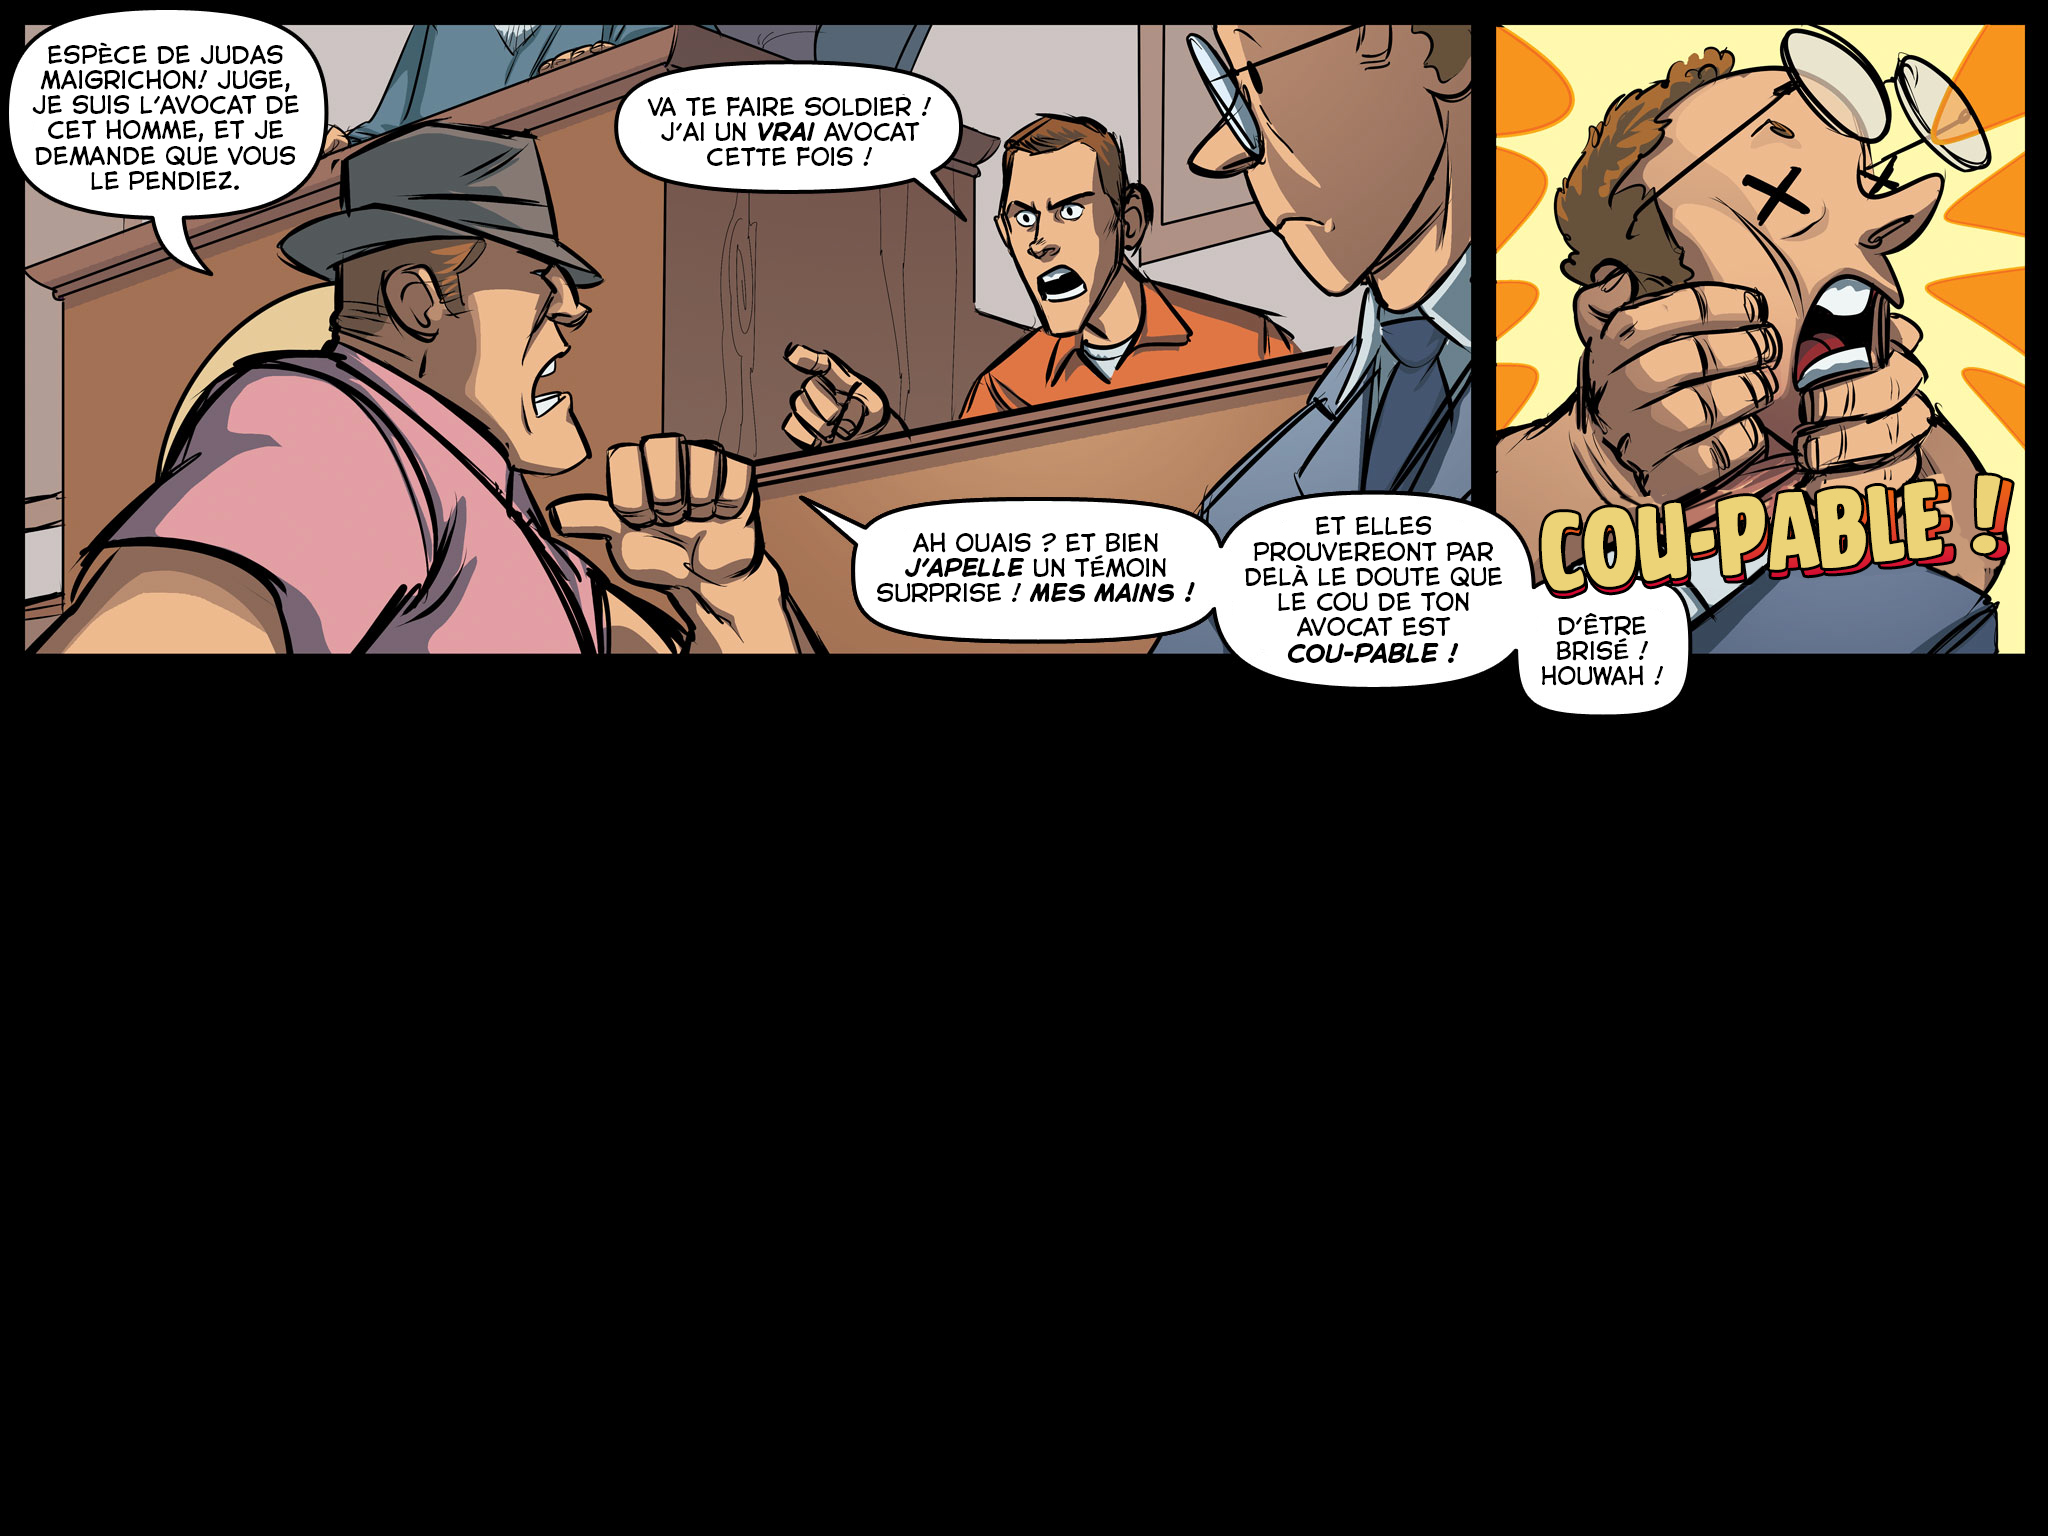 ESPÈCE DE JUDAS
MAIGRICHON! JUGE,
JE SUIS L'AVOCAT DE
CET HOMME, ET JE
DEMANDE QUE VOUS
LE PENDIEZ.
VA TE FAIRE SOLDIER !
J'AI UN VRAI AVOCAT
CETTE FOIS !
AH OUAIS ? ET BIEN
J'APELLE UN TÉMOIN
SURPRISE ! MES MAINS !
ET ELLES
PROUVEREONT PAR
DELÀ LE DOUTE QUE
LE COU DE TON
AVOCAT EST
COU-PABLE !
COU-PABLE !
D'ÊTRE
BRISÉ !
HOUWAH !